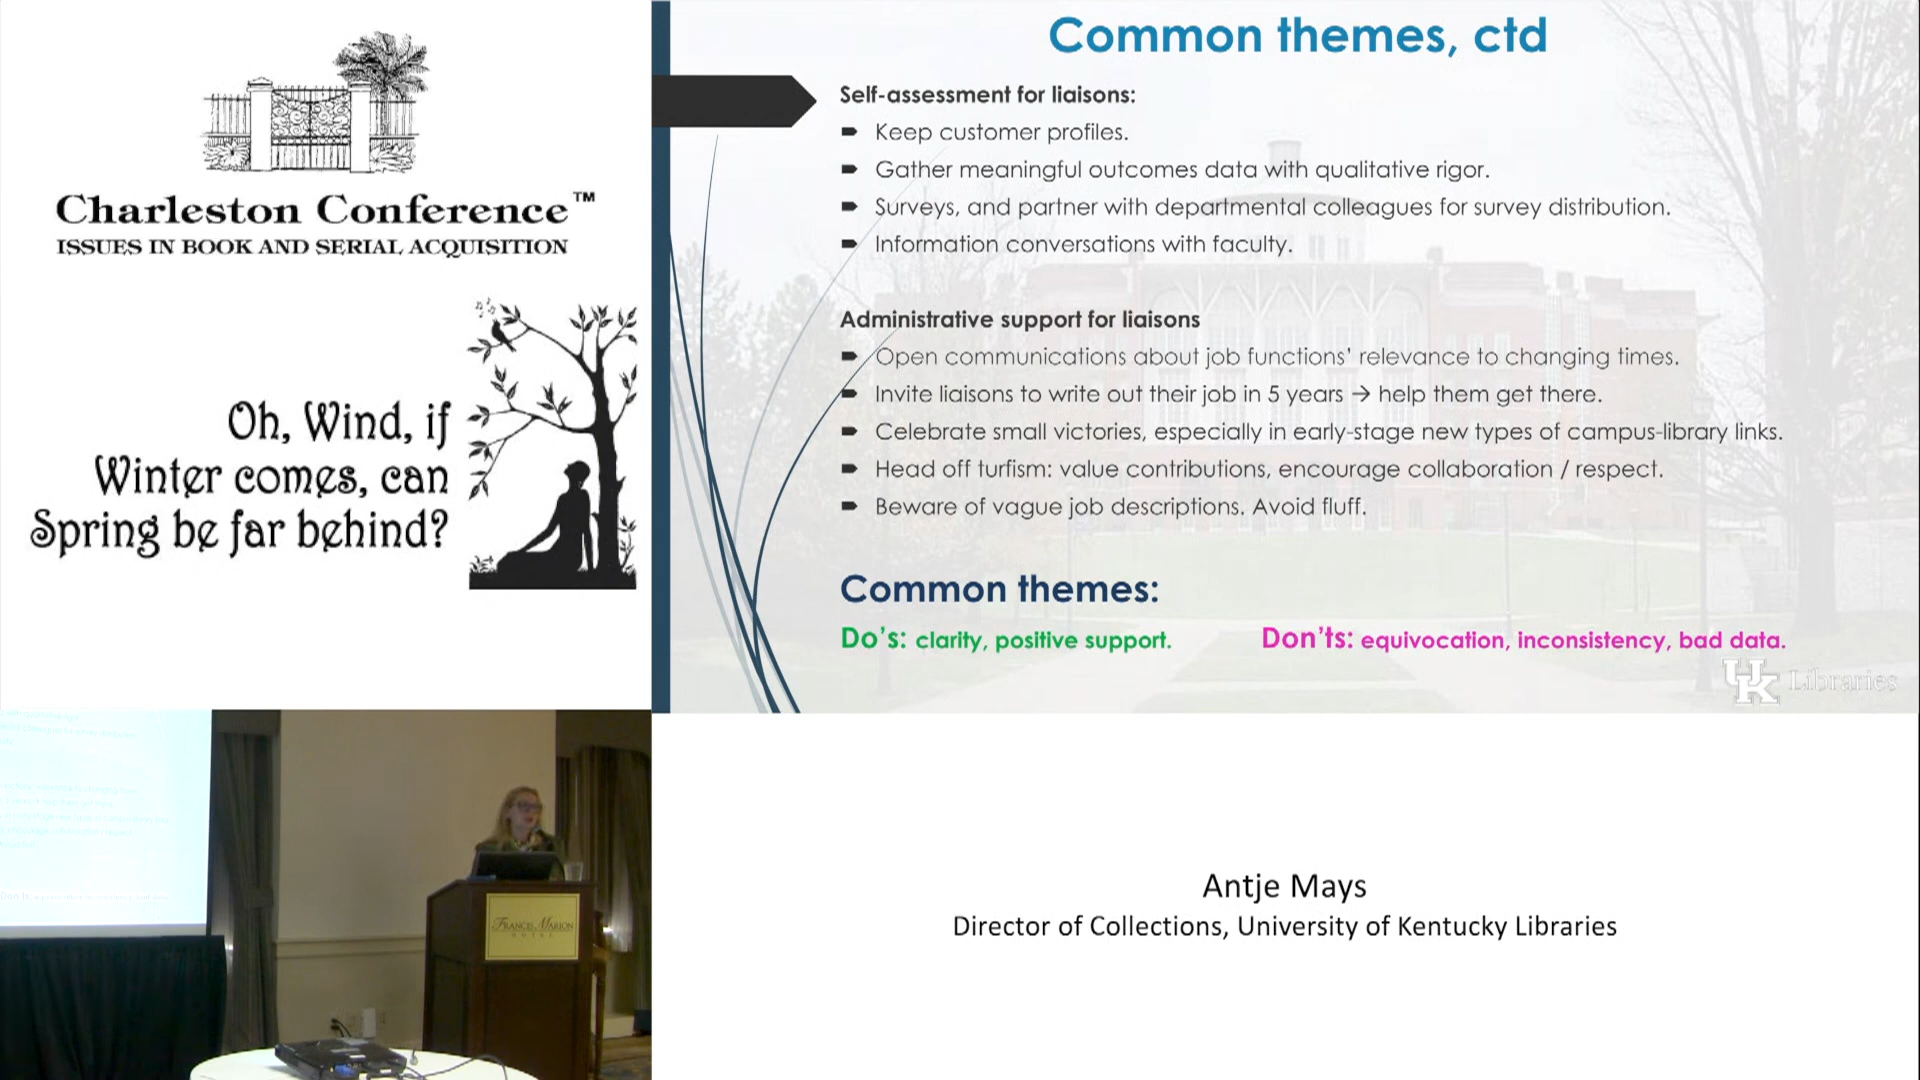 Charleston Conference™
ISSUES IN BOOK AND SERIAL ACQUISITION
Oh, Wind, if
Winter comes, can
Spring be far behind?
Common themes, ctd
Self-assessment for liaisons:
Keep customer profiles.
Gather meaningful outcomes data with qualitative rigor.
Surveys, and partner with departmental colleagues for survey distribution.
Information conversations with faculty.
Administrative support for liaisons
Open communications about job functions' relevance to changing times.
Invite liaisons to write out their job in 5 years → help them get there.
Celebrate small victories, especially in early-stage new types of campus-library links.
Head off turfism: value contributions, encourage collaboration / respect.
Beware of vague job descriptions. Avoid fluff.
Common themes:
Do's: clarity, positive support. Don'ts: equivocation, inconsistency, bad data.
UK Libraries
FRANCIS MARION
HOTEL
Antje Mays
Director of Collections, University of Kentucky Libraries